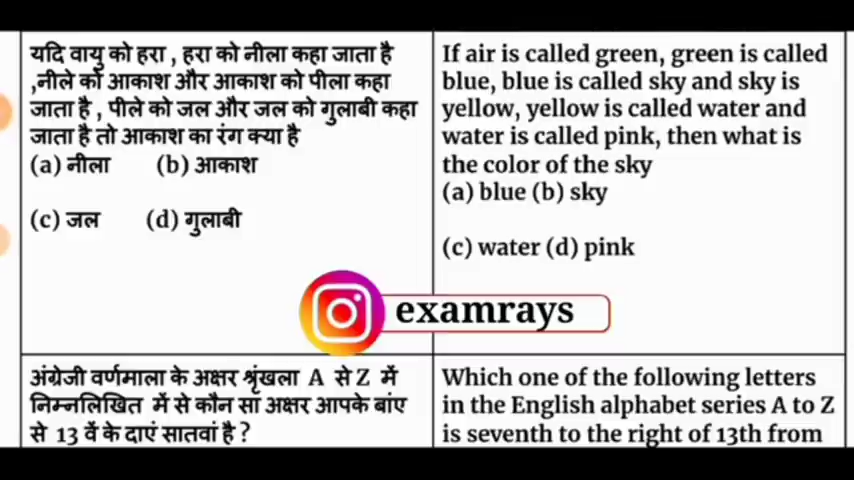 यदि वायु को हरा , हरा को नीला कहा जाता है
,नीले को आकाश और आकाश को पीला कहा
जाता है , पीले को जल और जल को गुलाबी कहा
जाता है तो आकाश का रंग क्या है
(a) नीला (b) आकाश
(c) जल (d) गुलाबी
If air is called green, green is called
blue, blue is called sky and sky is
yellow, yellow is called water and
water is called pink, then what is
the color of the sky
(a) blue (b) sky
(c) water (d) pink
examrays
अंग्रेजी वर्णमाला के अक्षर श्रृंखला A से Z में
निम्नलिखित में से कौन सा अक्षर आपके बांए
से 13 वें के दाएं सातवां है ?
Which one of the following letters
in the English alphabet series A to Z
is seventh to the right of 13th from